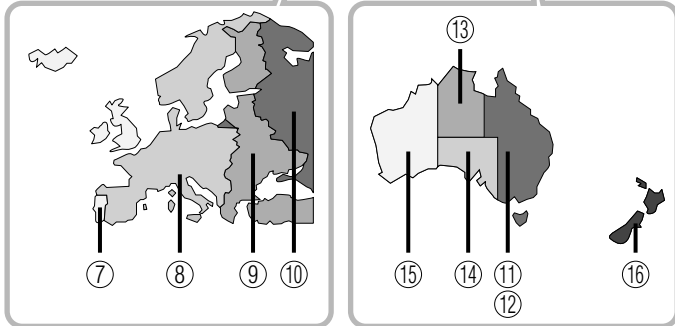 ⑬
⑦ ⑧ ⑨ ⑩ ⑮ ⑭ ⑪ ⑯
⑫